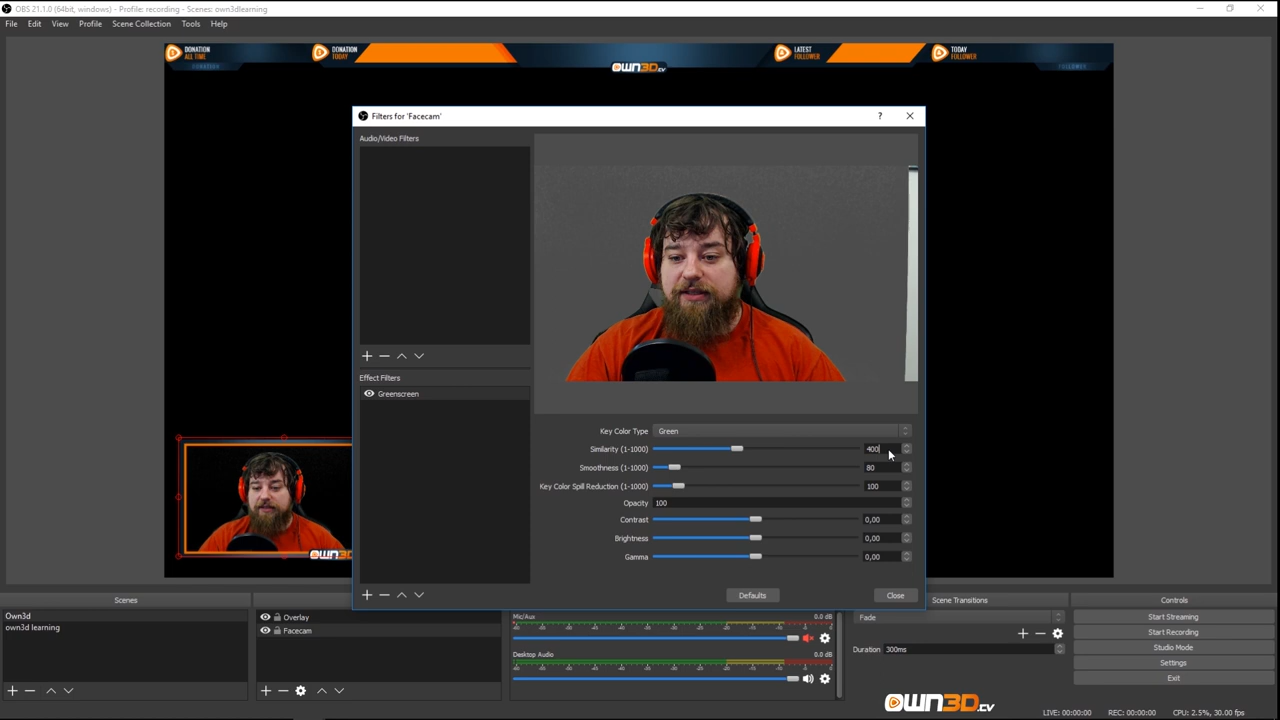 OBS 21.1.0 (64bit, windows) - Profile: recording - Scenes: own3dlearning
File Edit View Profile Scene Collection Tools Help
DONATION
ALL TIME
DONATION
TODAY
LATEST
FOLLOWER
TODAY
FOLLOWER
DONATION
OWN3D.TV
FOLLOWER
Filters for 'Facecam'
?
Audio/Video Filters
Effect Filters
Greenscreen
Key Color Type Green
Similarity (1-1000) 400
Smoothness (1-1000) 80
Key Color Spill Reduction (1-1000) 100
Opacity 100
Contrast 0,00
Brightness 0,00
Gamma 0,00
Defaults Close
OWN3D
Scenes
Own3d
own3d learning
Overlay
Facecam
Mic/Aux 0.0 dB
Desktop Audio 0.0 dB
Scene Transitions
Fade
Duration 300ms
Controls
Start Streaming
Start Recording
Studio Mode
Settings
Exit
OWN3D.TV
LIVE: 00:00:00 REC: 00:00:00 CPU: 2.5%, 30.00 fps